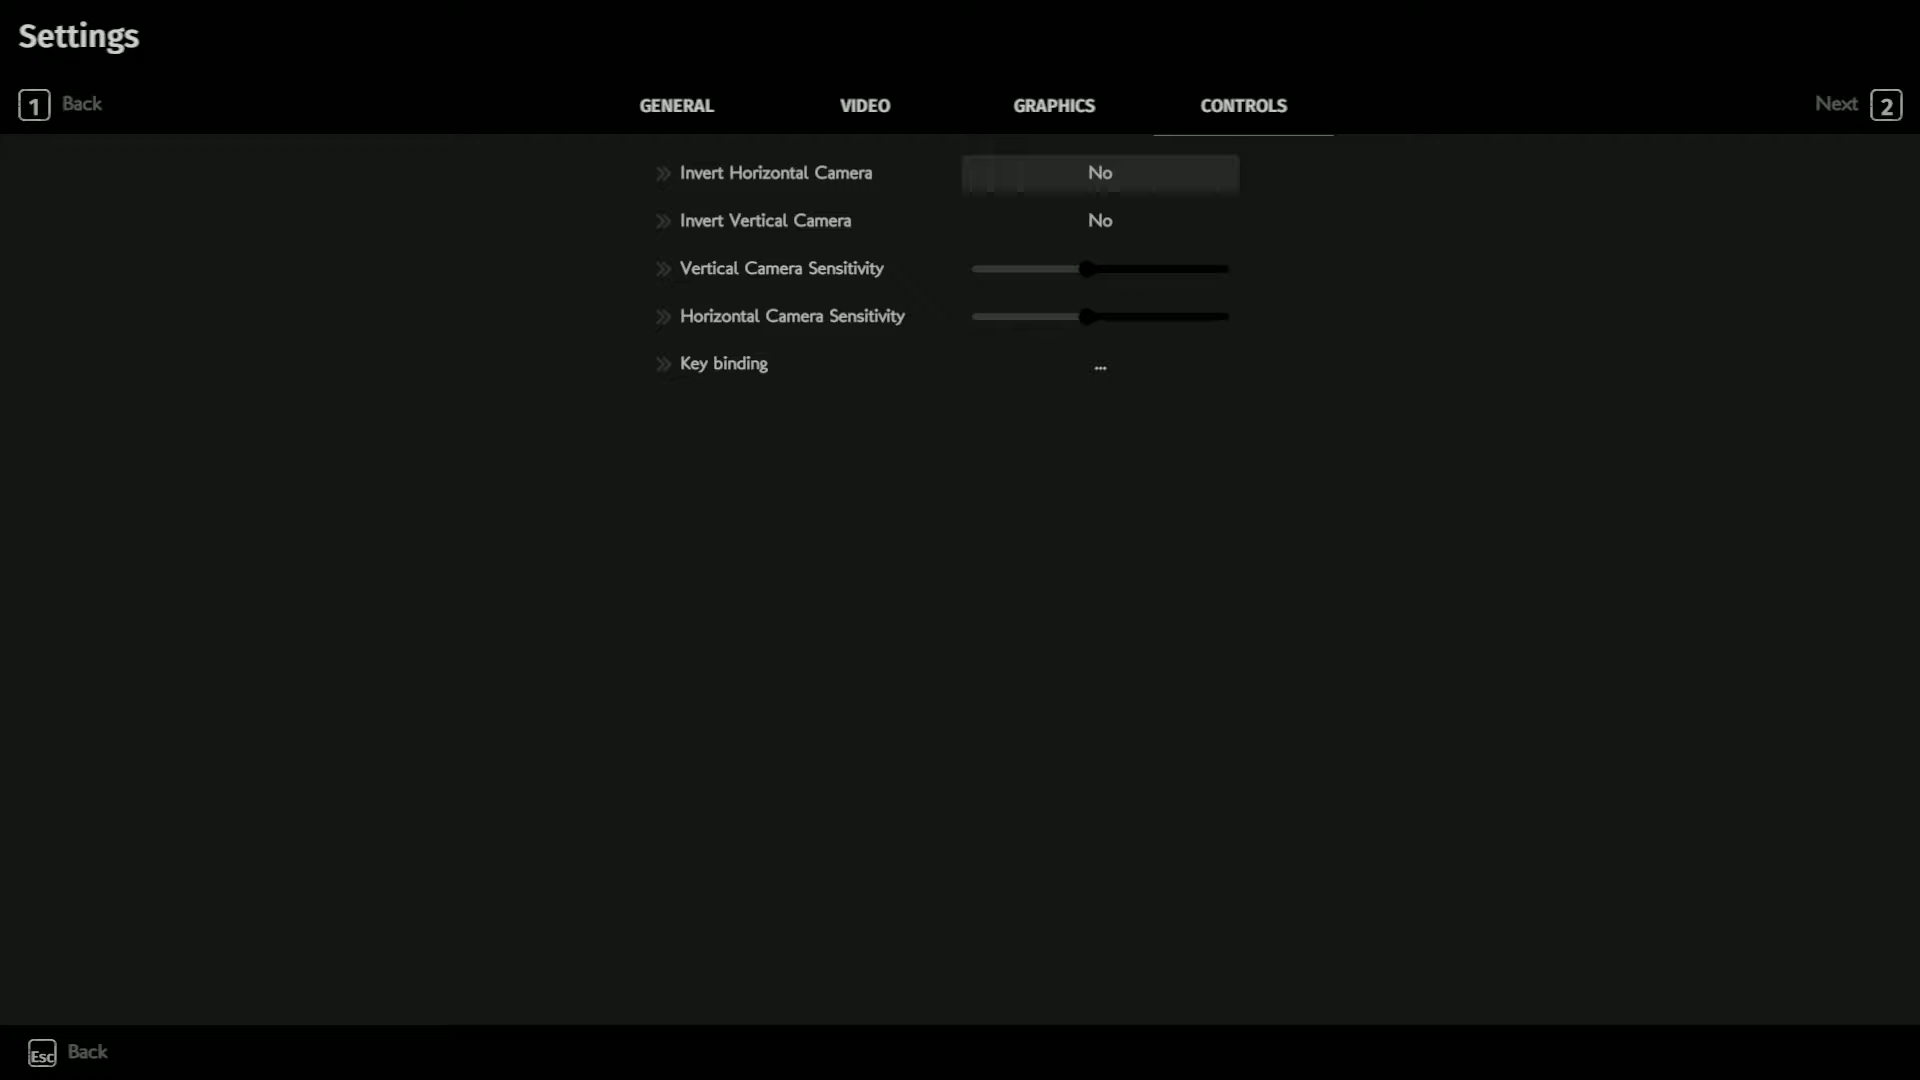 Settings
1 Back
GENERAL VIDEO GRAPHICS CONTROLS
Next 2
Invert Horizontal Camera No
Invert Vertical Camera No
Vertical Camera Sensitivity
Horizontal Camera Sensitivity
Key binding ...
Esc Back